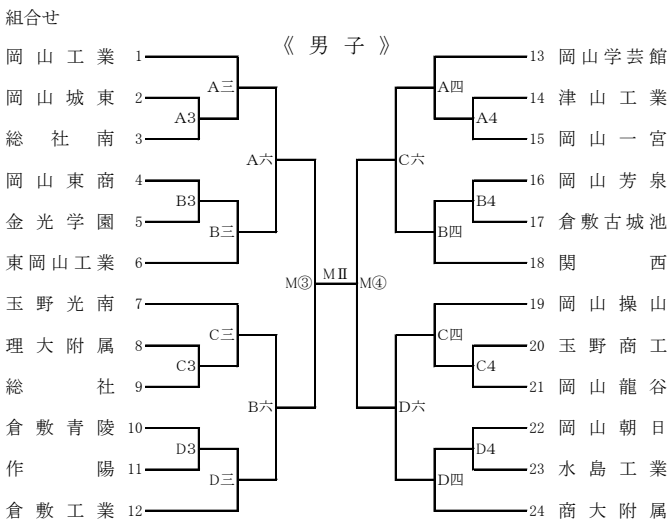 組合せ
《 男 子 》
岡 山 工 業 1 13 岡山学芸館
A三 A四
岡 山 城 東 2 14 津 山 工 業
A3 A4
総 社 南 3 15 岡 山 一 宮
A六 C六
岡 山 東 商 4 16 岡 山 芳 泉
B3 B4
金 光 学 園 5 17 倉敷古城池
B三 B四
東岡山工業 6 18 関 西
M③ MⅡ M④
玉 野 光 南 7 19 岡 山 操 山
C三 C四
理 大 附 属 8 20 玉 野 商 工
C3 C4
総 社 9 21 岡 山 龍 谷
B六 D六
倉 敷 青 陵 10 22 岡 山 朝 日
D3 D4
作 陽 11 23 水 島 工 業
D三 D四
倉 敷 工 業 12 24 商 大 附 属